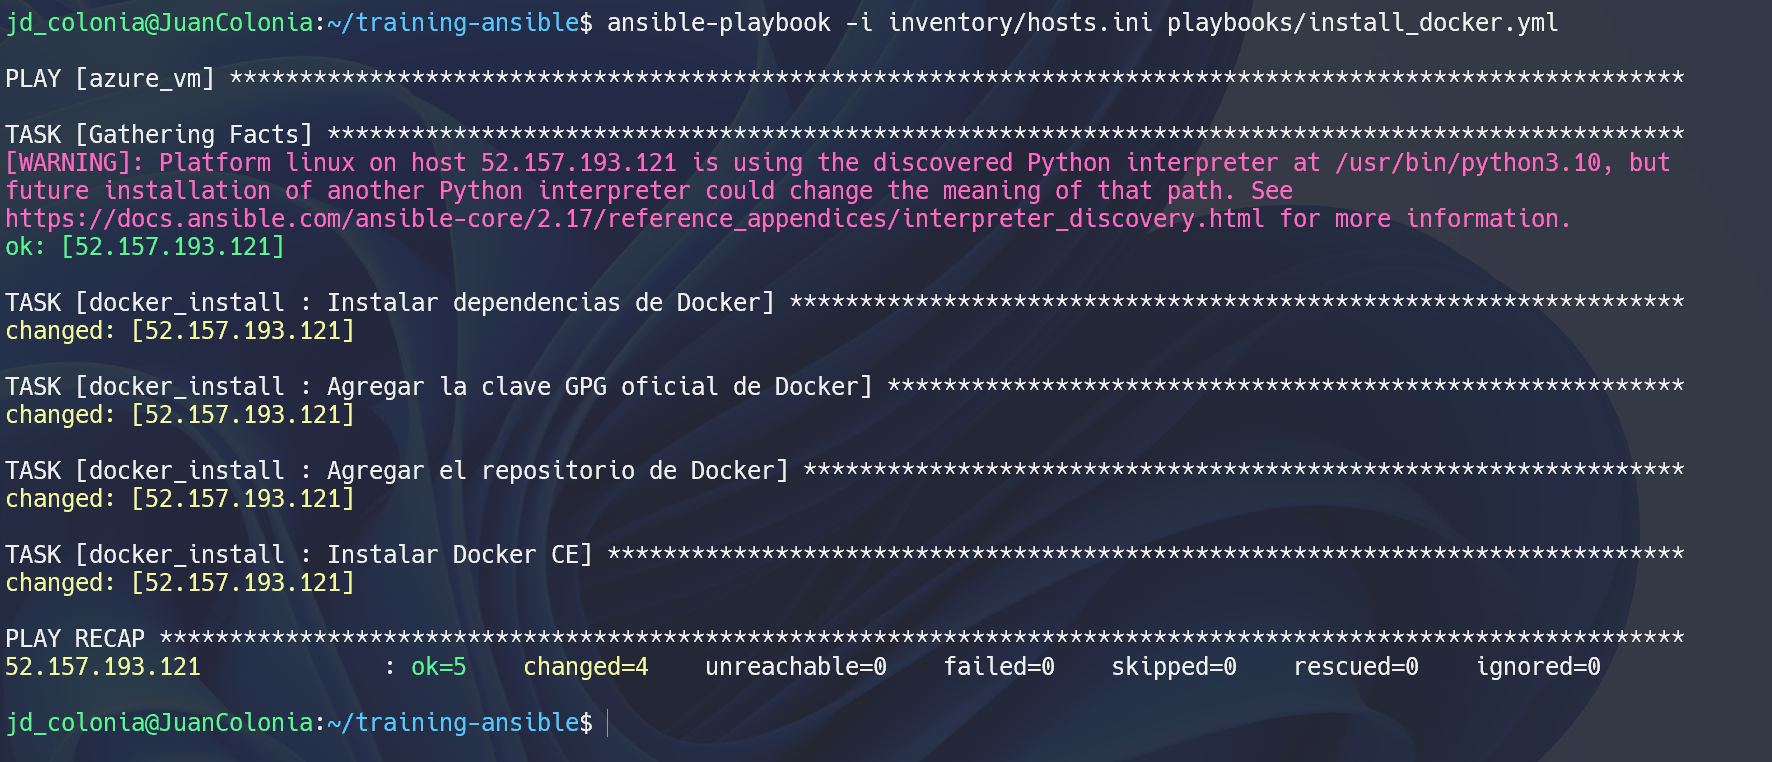 jd_colonia@JuanColonia:~/training-ansible$ ansible-playbook -i inventory/hosts.ini playbooks/install_docker.yml
PLAY [azure_vm] ********************************************************************************************************
TASK [Gathering Facts] *************************************************************************************************
[WARNING]: Platform linux on host 52.157.193.121 is using the discovered Python interpreter at /usr/bin/python3.10, but
future installation of another Python interpreter could change the meaning of that path. See
https://docs.ansible.com/ansible-core/2.17/reference_appendices/interpreter_discovery.html for more information.
ok: [52.157.193.121]
TASK [docker_install : Instalar dependencias de Docker] ****************************************************************
changed: [52.157.193.121]
TASK [docker_install : Agregar la clave GPG oficial de Docker] *********************************************************
changed: [52.157.193.121]
TASK [docker_install : Agregar el repositorio de Docker] ***************************************************************
changed: [52.157.193.121]
TASK [docker_install : Instalar Docker CE] *****************************************************************************
changed: [52.157.193.121]
PLAY RECAP *************************************************************************************************************
52.157.193.121             : ok=5    changed=4    unreachable=0    failed=0    skipped=0    rescued=0    ignored=0
jd_colonia@JuanColonia:~/training-ansible$